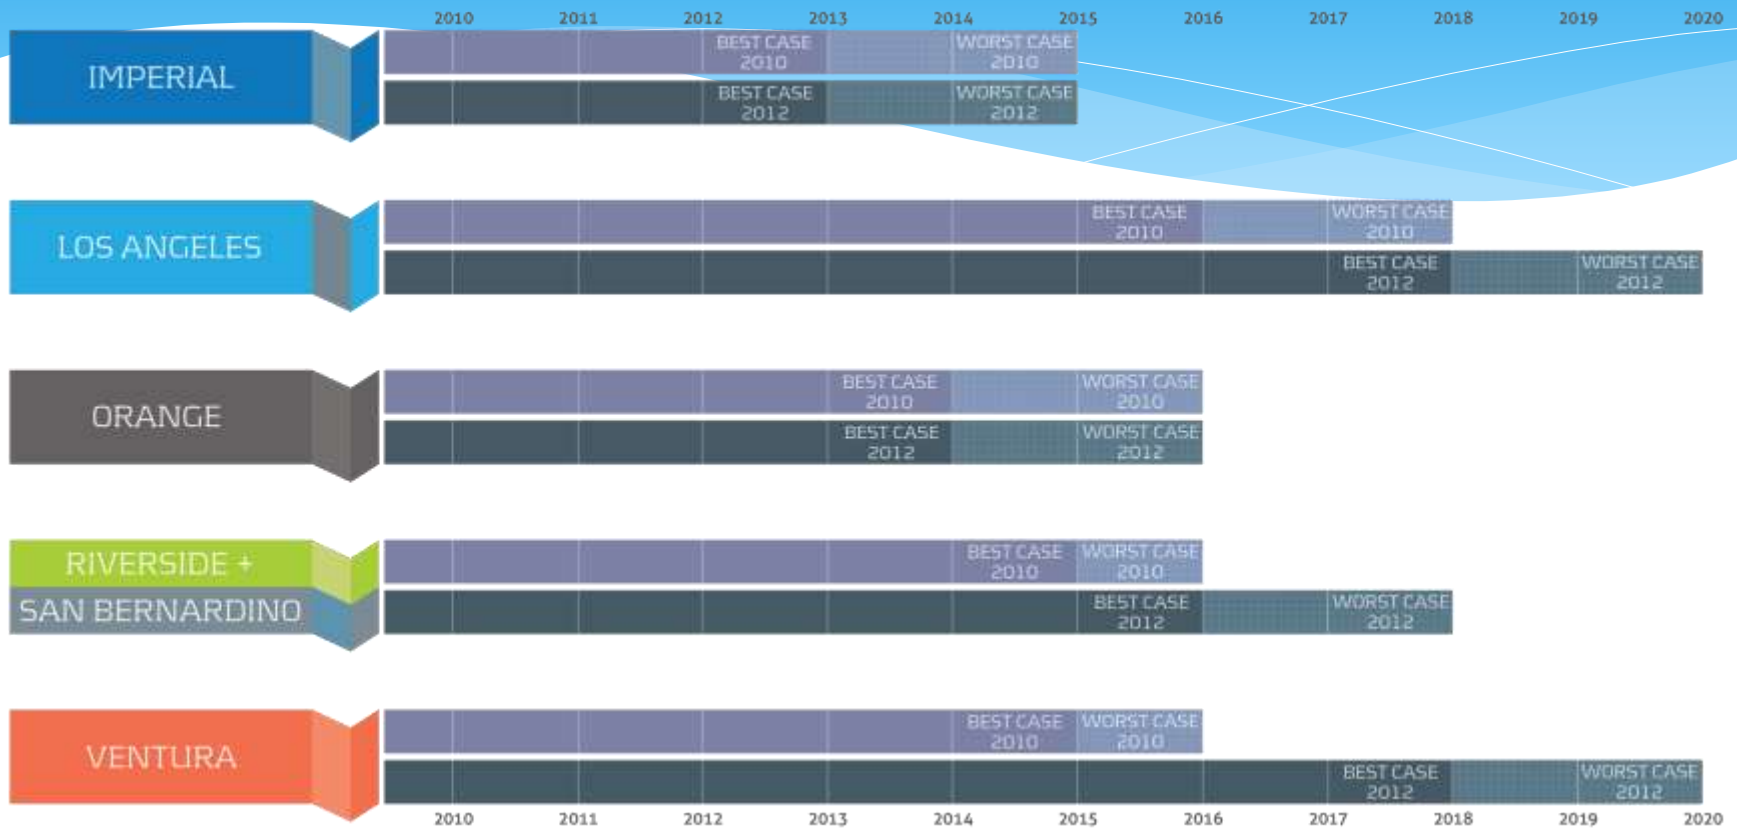 2010 2011 2012 2013 2014 2015 2016 2017 2018 2019 2020
IMPERIAL
BEST CASE
2010
WORST CASE
2010
BEST CASE
2012
WORST CASE
2012
LOS ANGELES
BEST CASE
2010
WORST CASE
2010
BEST CASE
2012
WORST CASE
2012
ORANGE
BEST CASE
2010
WORST CASE
2010
BEST CASE
2012
WORST CASE
2012
RIVERSIDE +
SAN BERNARDINO
BEST CASE
2010
WORST CASE
2010
BEST CASE
2012
WORST CASE
2012
VENTURA
BEST CASE
2010
WORST CASE
2010
BEST CASE
2012
WORST CASE
2012
2010 2011 2012 2013 2014 2015 2016 2017 2018 2019 2020